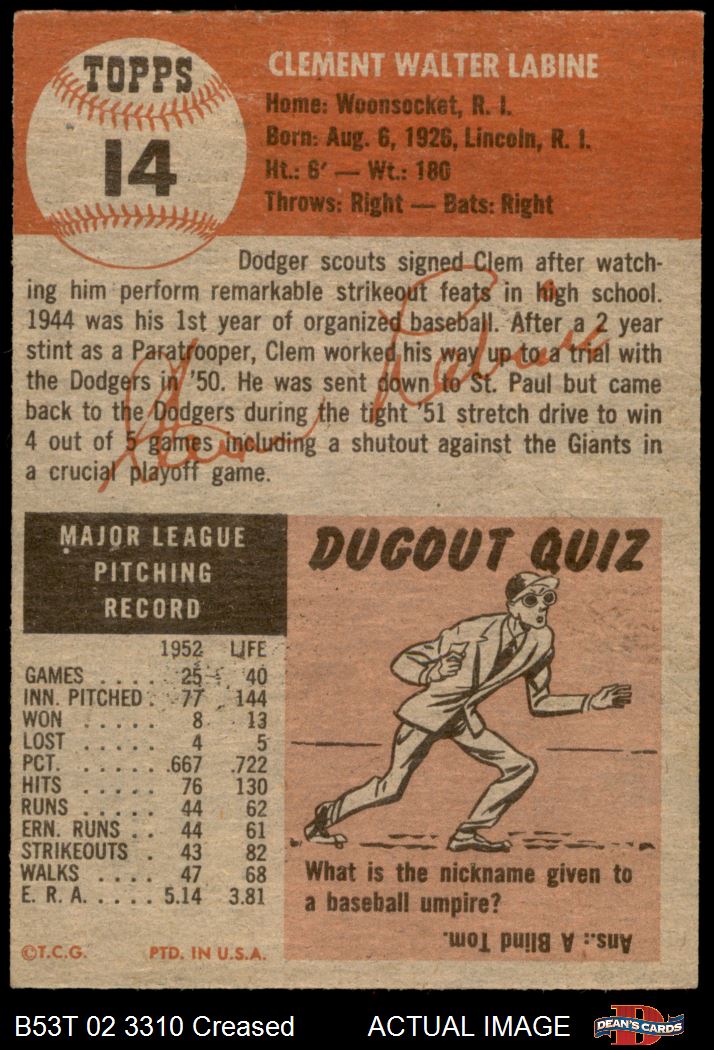 TOPPS
14
CLEMENT WALTER LABINE
Home: Woonsocket, R. I.
Born: Aug. 6, 1926, Lincoln, R. I.
Ht.: 6' — Wt.: 180
Throws: Right — Bats: Right
Dodger scouts signed Clem after watch-
ing him perform remarkable strikeout feats in high school.
1944 was his 1st year of organized baseball. After a 2 year
stint as a Paratrooper, Clem worked his way up to a trial with
the Dodgers in '50. He was sent down to St. Paul but came
back to the Dodgers during the tight '51 stretch drive to win
4 out of 5 games including a shutout against the Giants in
a crucial playoff game.
Clem Labine
MAJOR LEAGUE
PITCHING
RECORD
1952 LIFE
GAMES . . . . 25 40
INN. PITCHED . 77 144
WON . . . . . 8 13
LOST . . . . . 4 5
PCT. . . . . . .667 .722
HITS . . . . . 76 130
RUNS . . . . . 44 62
ERN. RUNS . . 44 61
STRIKEOUTS . 43 82
WALKS . . . . 47 68
E. R. A. . . . . 5.14 3.81
©T.C.G. PTD. IN U.S.A.
DUGOUT QUIZ
What is the nickname given to
a baseball umpire?
Ans.: A Blind Tom.
B53T 02 3310 Creased ACTUAL IMAGE
D
DEAN'S CARDS